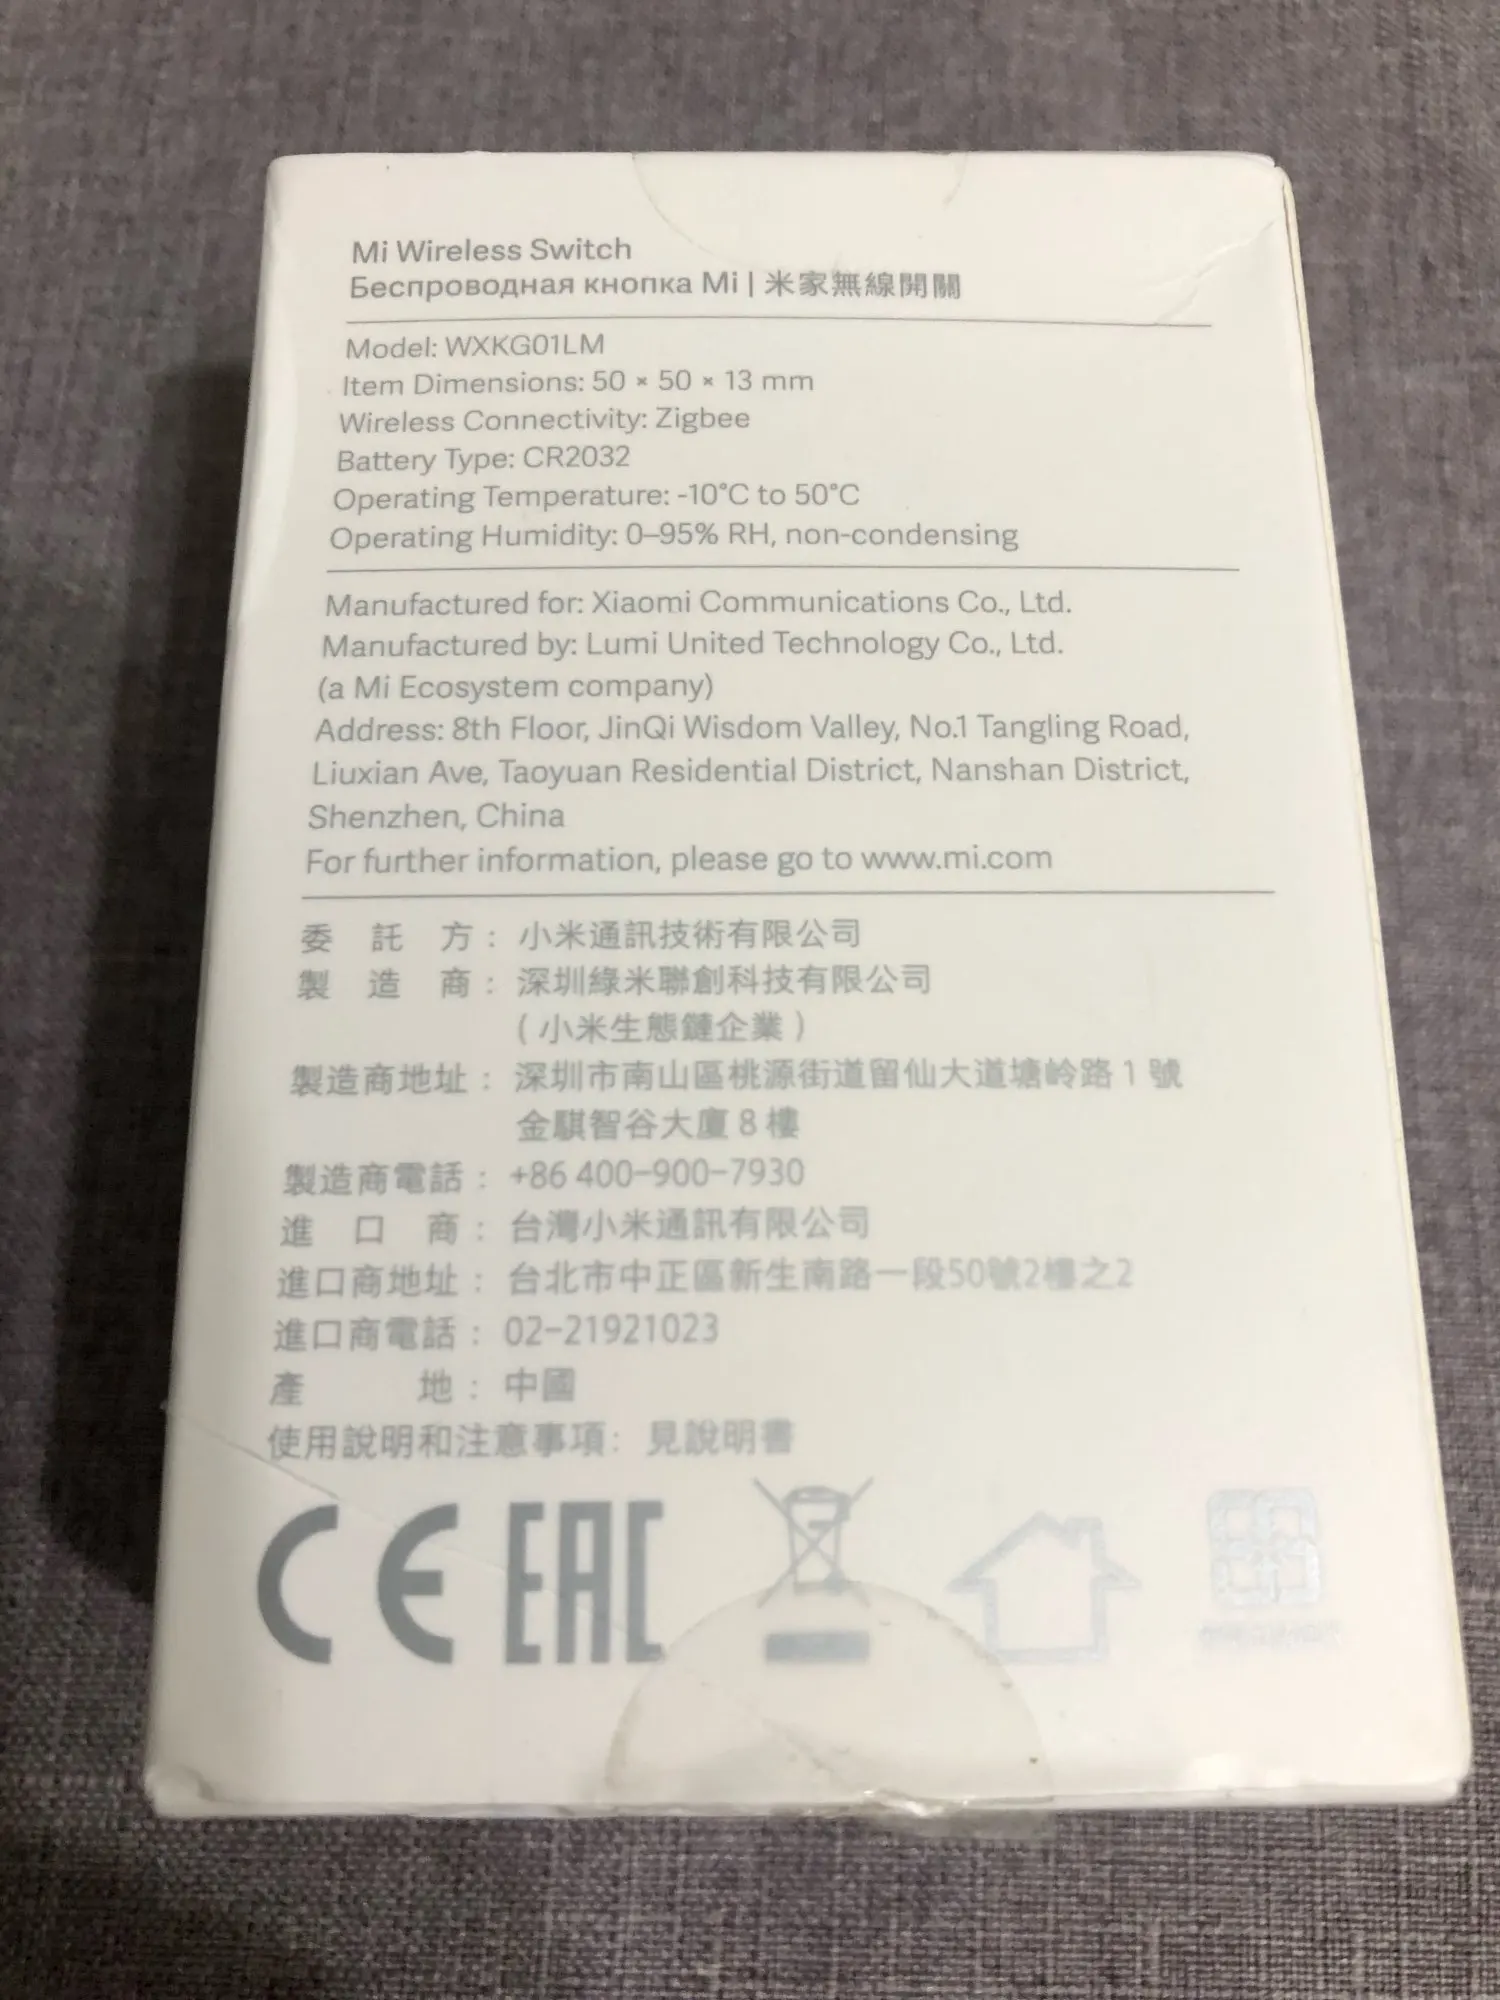 Mi Wireless Switch
Беспроводная кнопка Mi | 米家無線開關
Model: WXKG01LM
Item Dimensions: 50 × 50 × 13 mm
Wireless Connectivity: Zigbee
Battery Type: CR2032
Operating Temperature: -10°C to 50°C
Operating Humidity: 0–95% RH, non-condensing
Manufactured for: Xiaomi Communications Co., Ltd.
Manufactured by: Lumi United Technology Co., Ltd.
(a Mi Ecosystem company)
Address: 8th Floor, JinQi Wisdom Valley, No.1 Tangling Road,
Liuxian Ave, Taoyuan Residential District, Nanshan District,
Shenzhen, China
For further information, please go to www.mi.com
委 託 方： 小米通訊技術有限公司
製 造 商： 深圳綠米聯創科技有限公司
（小米生態鏈企業）
製造商地址： 深圳市南山區桃源街道留仙大道塘岭路 1 號
金騏智谷大廈 8 樓
製造商電話： +86 400-900-7930
進 口 商： 台灣小米通訊有限公司
進口商地址： 台北市中正區新生南路一段50號2樓之2
進口商電話： 02-21921023
產 地： 中國
使用說明和注意事項： 見說明書
CE EAC